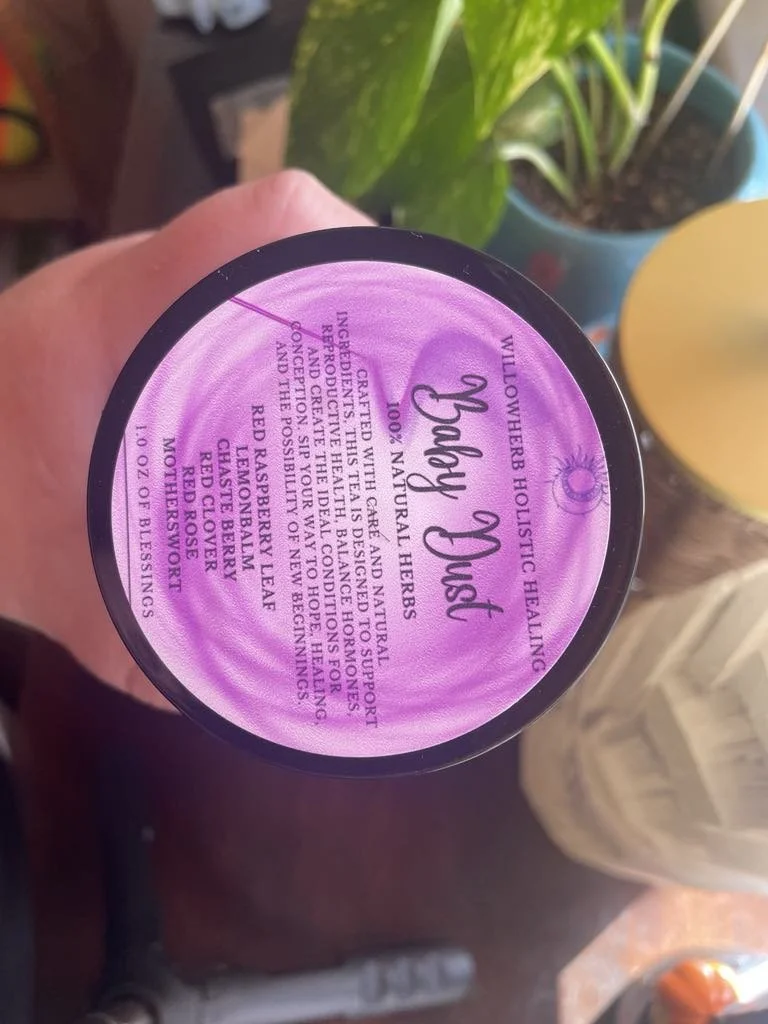 WILLOWHERB HOLISTIC HEALING
Baby Dust
100% NATURAL HERBS
CRAFTED WITH CARE AND NATURAL
INGREDIENTS, THIS TEA IS DESIGNED TO SUPPORT
REPRODUCTIVE HEALTH, BALANCE HORMONES,
AND CREATE THE IDEAL CONDITIONS FOR
CONCEPTION. SIP YOUR WAY TO HOPE, HEALING,
AND THE POSSIBILITY OF NEW BEGINNINGS.
RED RASPBERRY LEAF
LEMONBALM
CHASTE BERRY
RED CLOVER
RED ROSE
MOTHERSWORT
1.0 OZ OF BLESSINGS